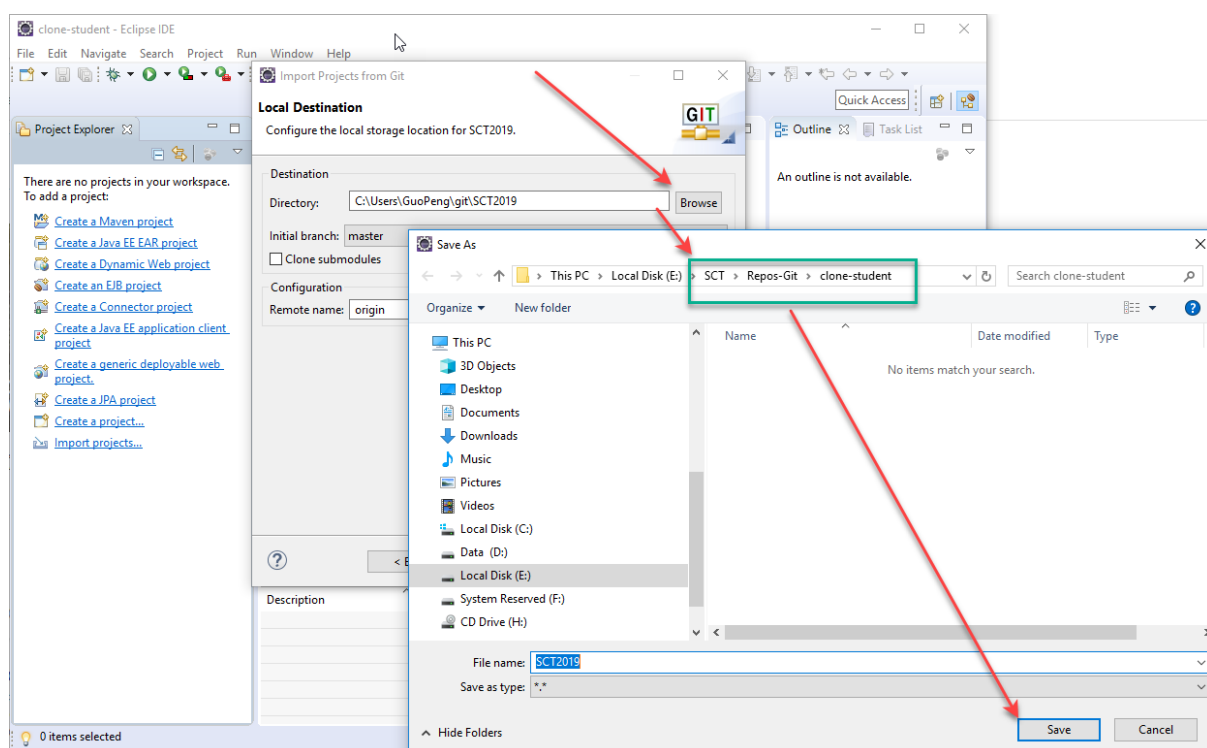 clone-student - Eclipse IDE
File Edit Navigate Search Project Run Window Help
Quick Access
Project Explorer
There are no projects in your workspace.
To add a project:
Create a Maven project
Create a Java EE EAR project
Create a Dynamic Web project
Create an EJB project
Create a Connector project
Create a Java EE application client
project
Create a generic deployable web
project.
Create a JPA project
Create a project...
Import projects...
0 items selected
Import Projects from Git
Local Destination
Configure the local storage location for SCT2019.
GIT
Destination
Directory: C:\Users\GuoPeng\git\SCT2019 Browse
Initial branch: master
Clone submodules
Configuration
Remote name: origin
<
Description
Outline Task List
An outline is not available.
Save As
This PC > Local Disk (E:) > SCT > Repos-Git > clone-student
Search clone-student
Organize New folder
This PC
3D Objects
Desktop
Documents
Downloads
Music
Pictures
Videos
Local Disk (C:)
Data (D:)
Local Disk (E:)
System Reserved (F:)
CD Drive (H:)
Name Date modified Type
No items match your search.
File name: SCT2019
Save as type: *.*
Hide Folders
Save Cancel